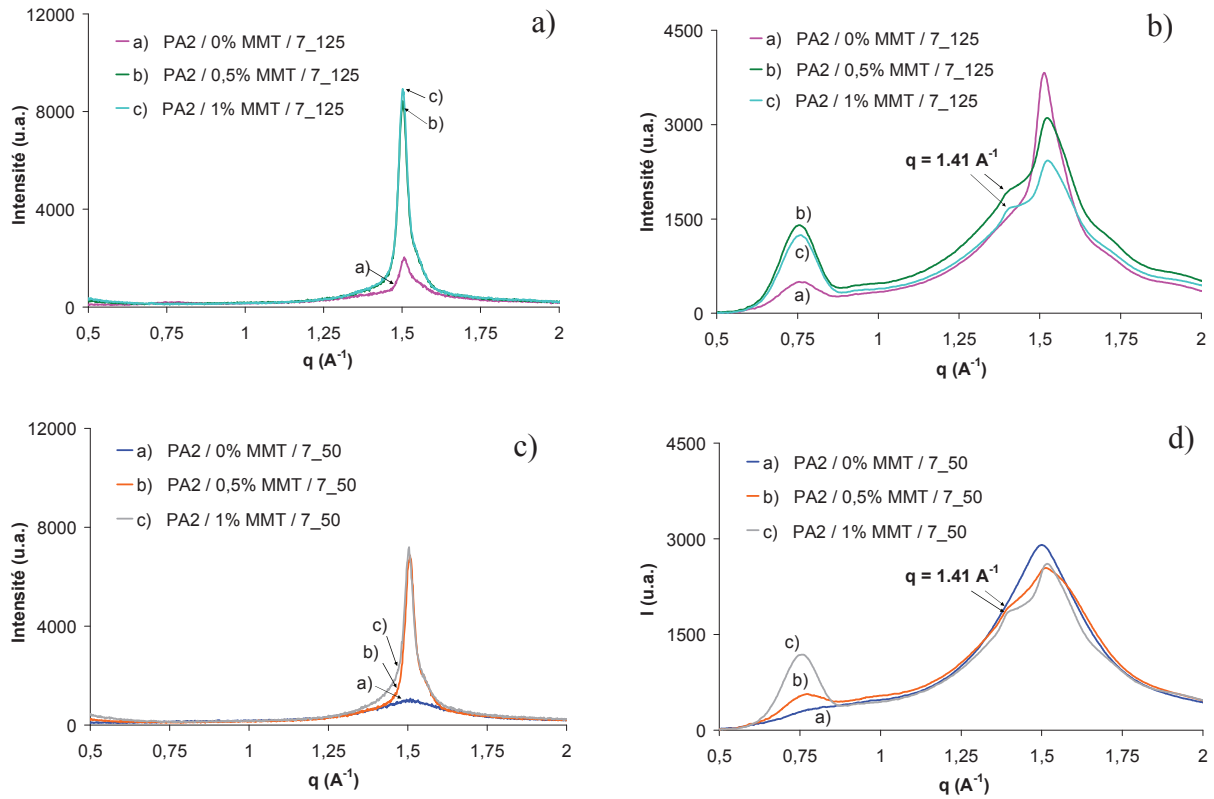 a)
12000
8000
4000
0
Intensité (u.a.)
a) PA2 / 0% MMT / 7_125
b) PA2 / 0,5% MMT / 7_125
c) PA2 / 1% MMT / 7_125
c)
b)
a)
0,5 0,75 1 1,25 1,5 1,75 2
q (A⁻¹)
b)
4500
3000
1500
0
Intensité (u.a.)
a) PA2 / 0% MMT / 7_125
b) PA2 / 0,5% MMT / 7_125
c) PA2 / 1% MMT / 7_125
q = 1.41 A⁻¹
b)
c)
a)
0,5 0,75 1 1,25 1,5 1,75 2
q (A⁻¹)
c)
12000
8000
4000
0
Intensité (u.a.)
a) PA2 / 0% MMT / 7_50
b) PA2 / 0,5% MMT / 7_50
c) PA2 / 1% MMT / 7_50
c)
b)
a)
0,5 0,75 1 1,25 1,5 1,75 2
q (A⁻¹)
d)
4500
3000
1500
0
I (u.a.)
a) PA2 / 0% MMT / 7_50
b) PA2 / 0,5% MMT / 7_50
c) PA2 / 1% MMT / 7_50
q = 1.41 A⁻¹
c)
b)
a)
0,5 0,75 1 1,25 1,5 1,75 2
q (A⁻¹)